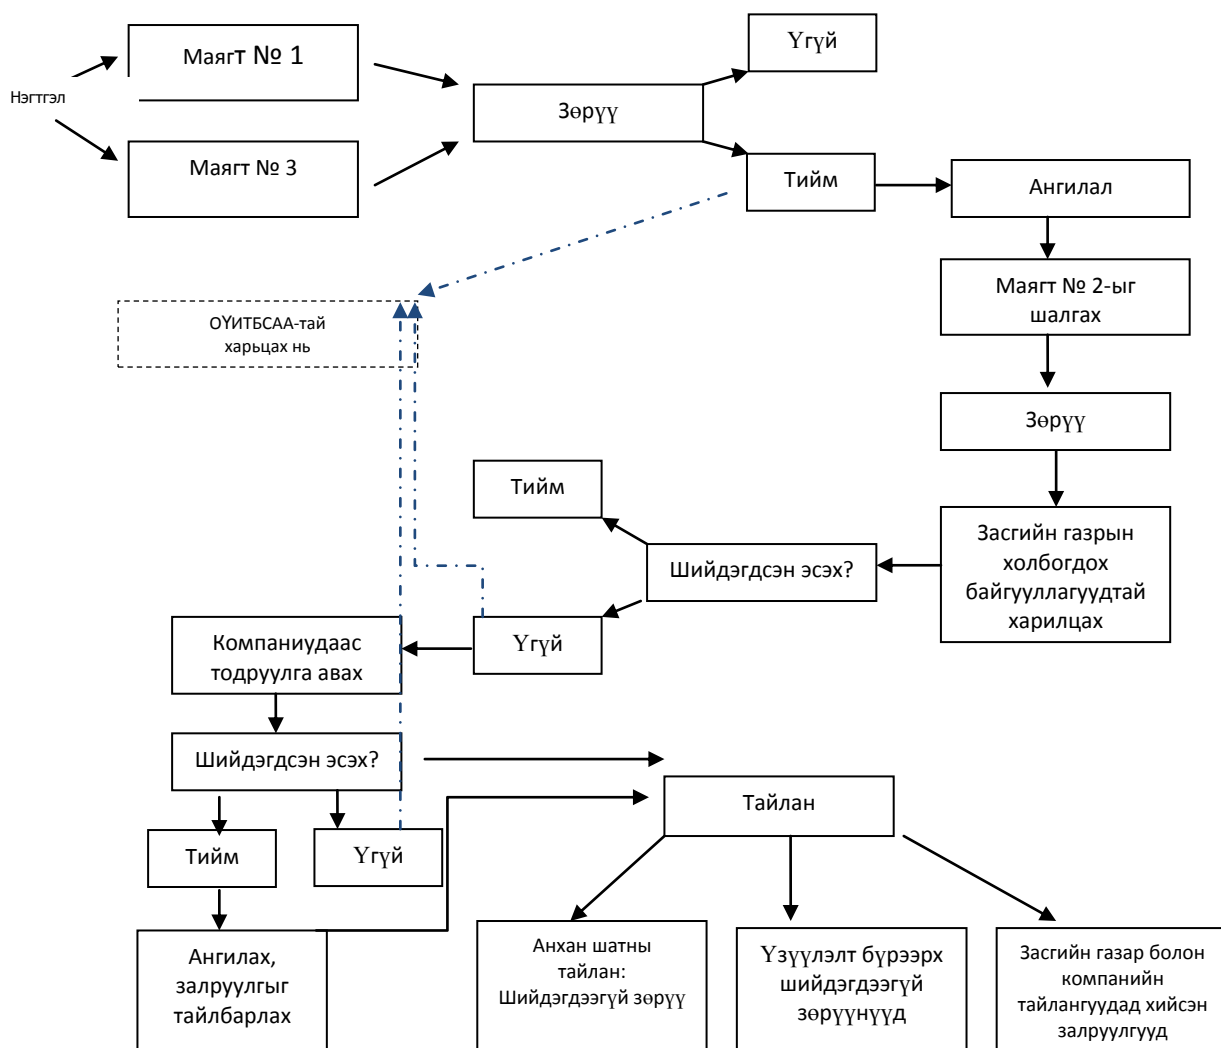 Үгүй
Маягт № 1
Нэгтгэл
Зөрүү
Маягт № 3
Тийм
Ангилал
Маягт № 2-ыг
шалгах
ОҮИТБСАА-тай
харьцах нь
Зөрүү
Тийм
Засгийн газрын
холбогдох
байгууллагуудтай
харилцах
Шийдэгдсэн эсэх?
Үгүй
Компаниудаас
тодруулга авах
Шийдэгдсэн эсэх?
Тайлан
Тийм
Үгүй
Ангилах,
залруулгыг
тайлбарлах
Анхан шатны
тайлан:
Шийдэгдээгүй зөрүү
Үзүүлэлт бүрээрх
шийдэгдээгүй
зөрүүнүүд
Засгийн газар болон
компанийн
тайлангуудад хийсэн
залруулгууд